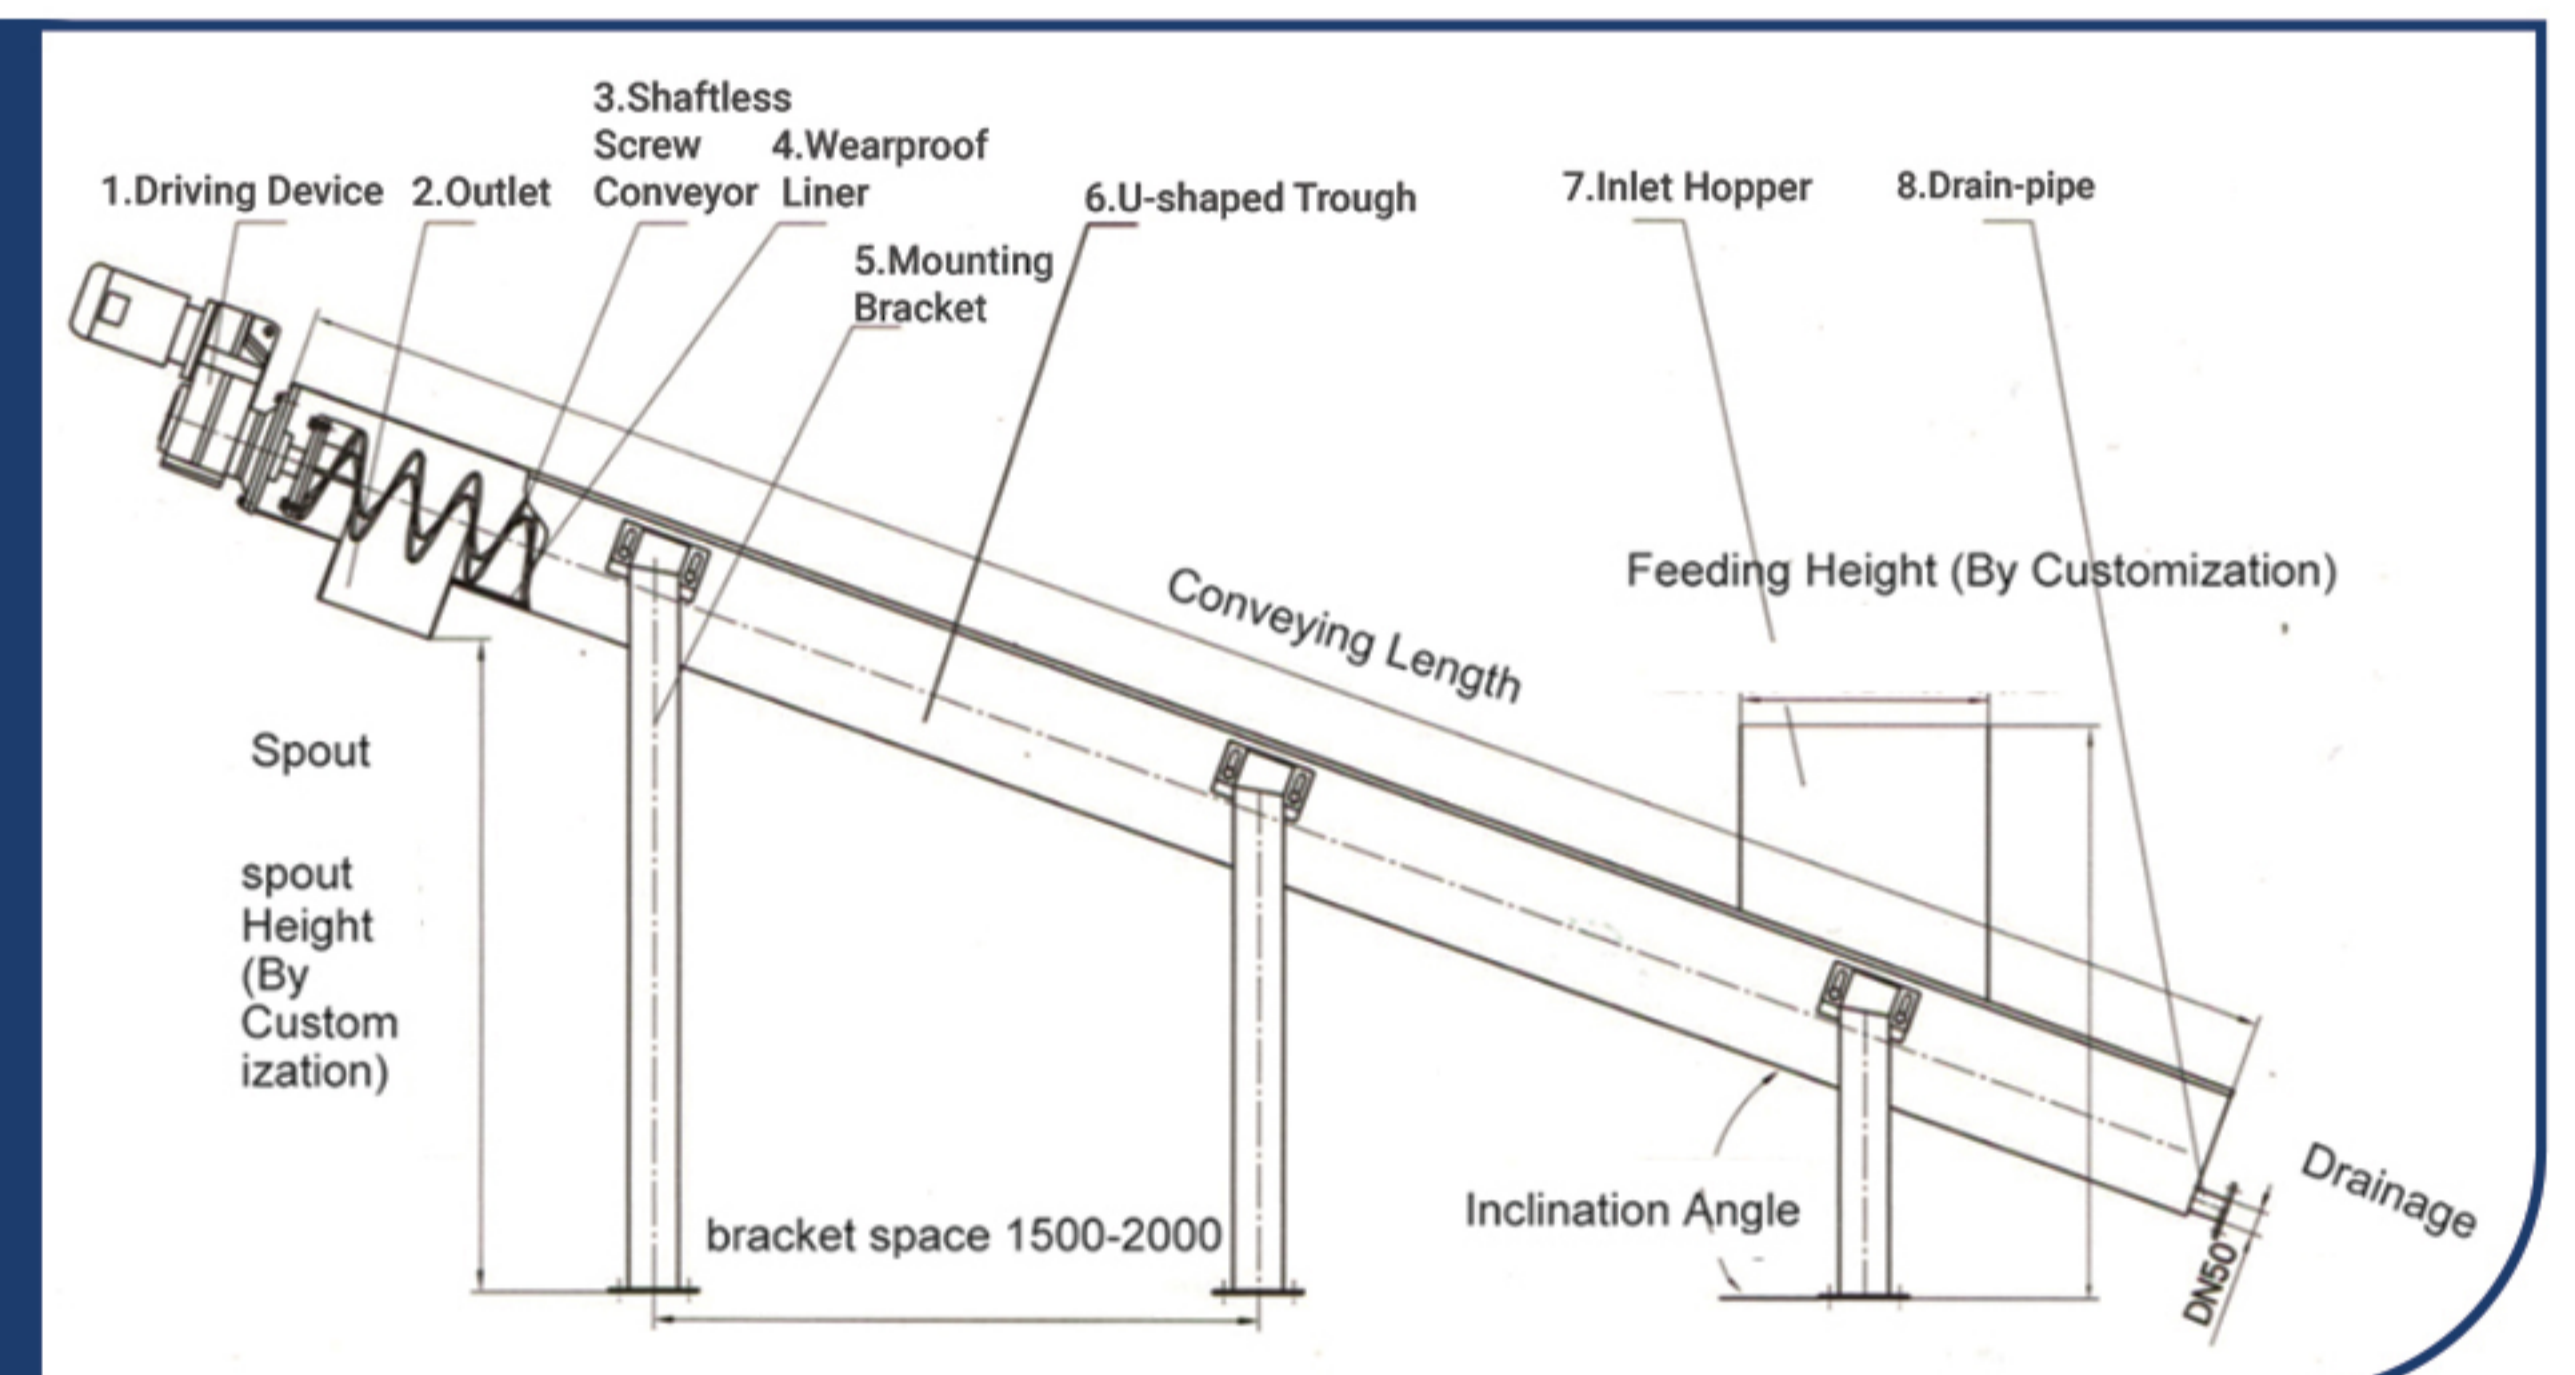 3.Shaftless
Screw
Conveyor
4.Wearproof
Liner
1.Driving Device
2.Outlet
6.U-shaped Trough
7.Inlet Hopper
8.Drain-pipe
5.Mounting
Bracket
Feeding Height (By Customization)
Conveying Length
Spout
spout
Height
(By
Custom
ization)
bracket space 1500-2000
Inclination Angle
Drainage
DN50